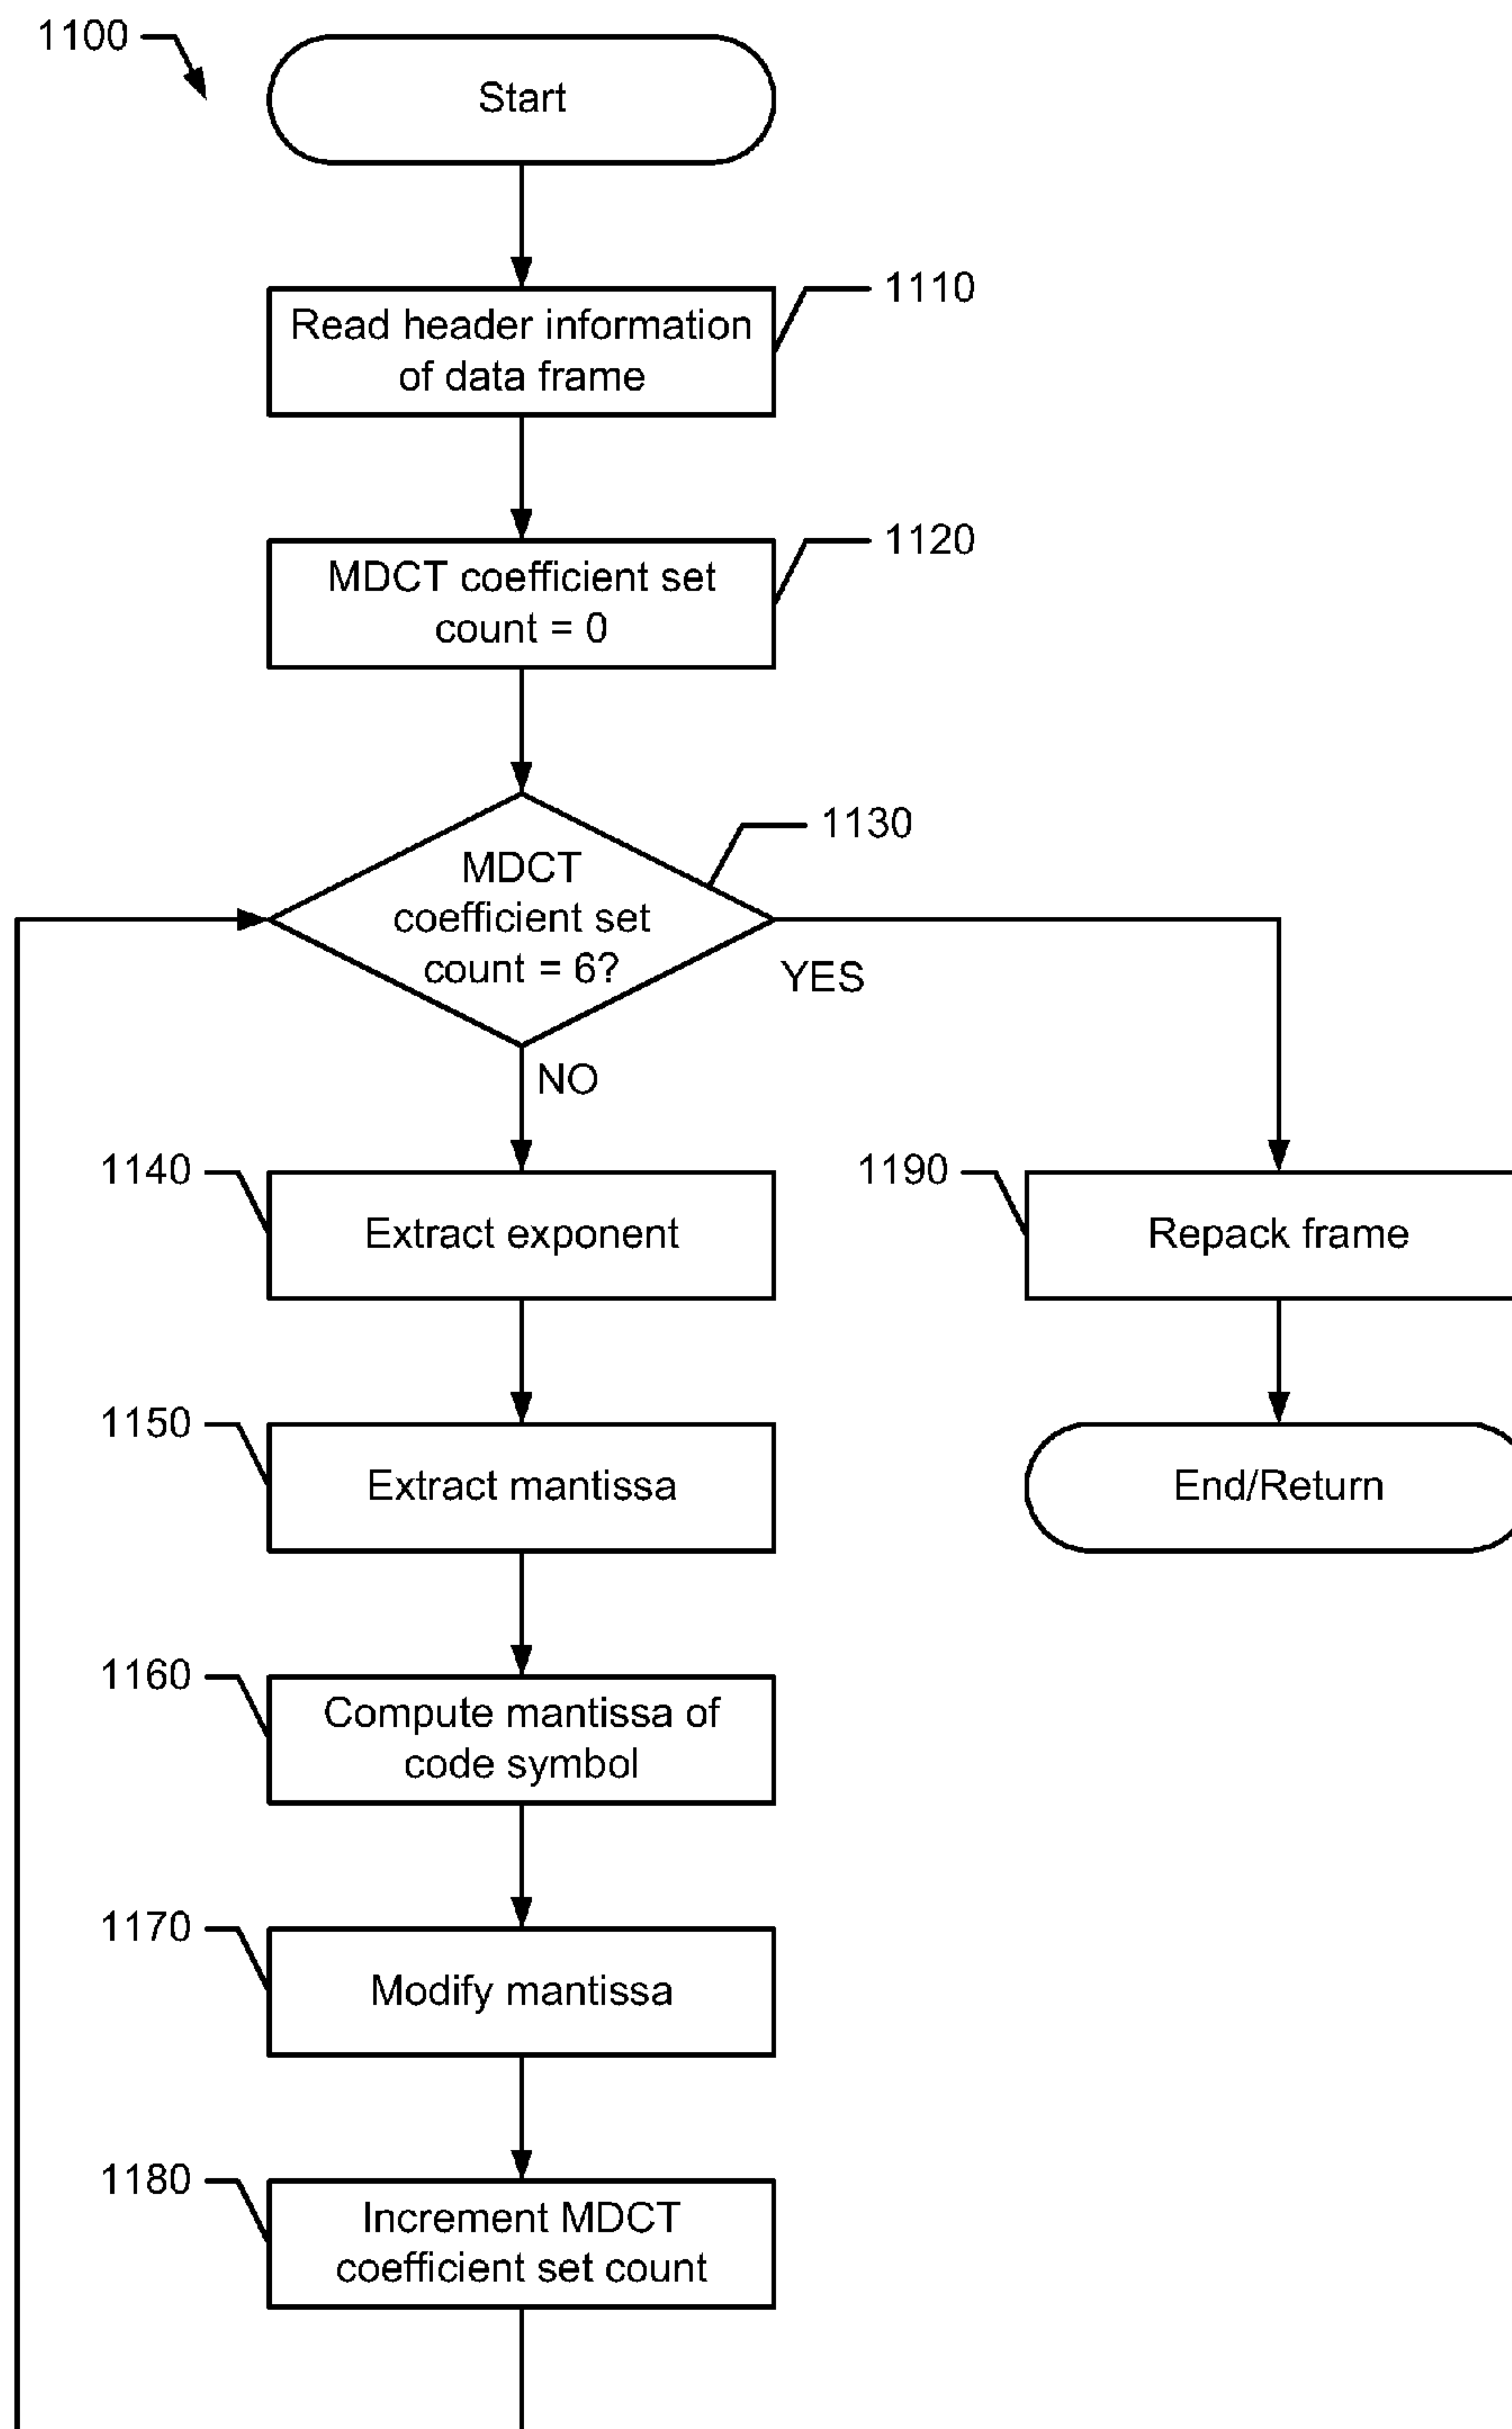 1100
Start
1110
Read header information
of data frame
1120
MDCT coefficient set
count = 0
1130
MDCT
coefficient set
count = 6?
YES
NO
1140
Extract exponent
1190
Repack frame
1150
Extract mantissa
End/Return
1160
Compute mantissa of
code symbol
1170
Modify mantissa
1180
Increment MDCT
coefficient set count